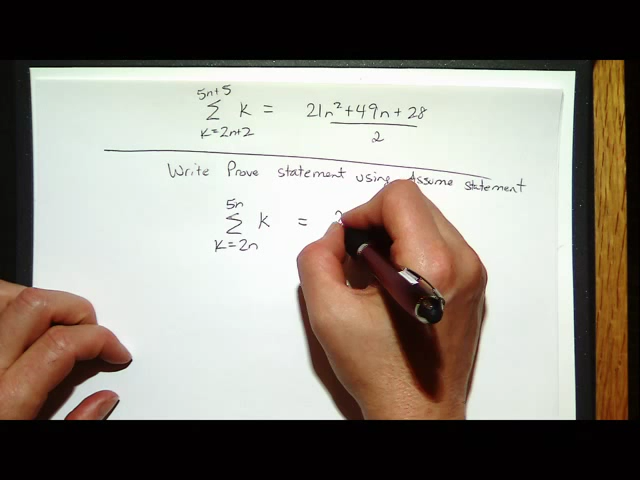 5n+5
∑ k = 21n² + 49n + 28
k=2n+2 2
Write Prove statement using Assume statement
5n
∑ k =
k=2n